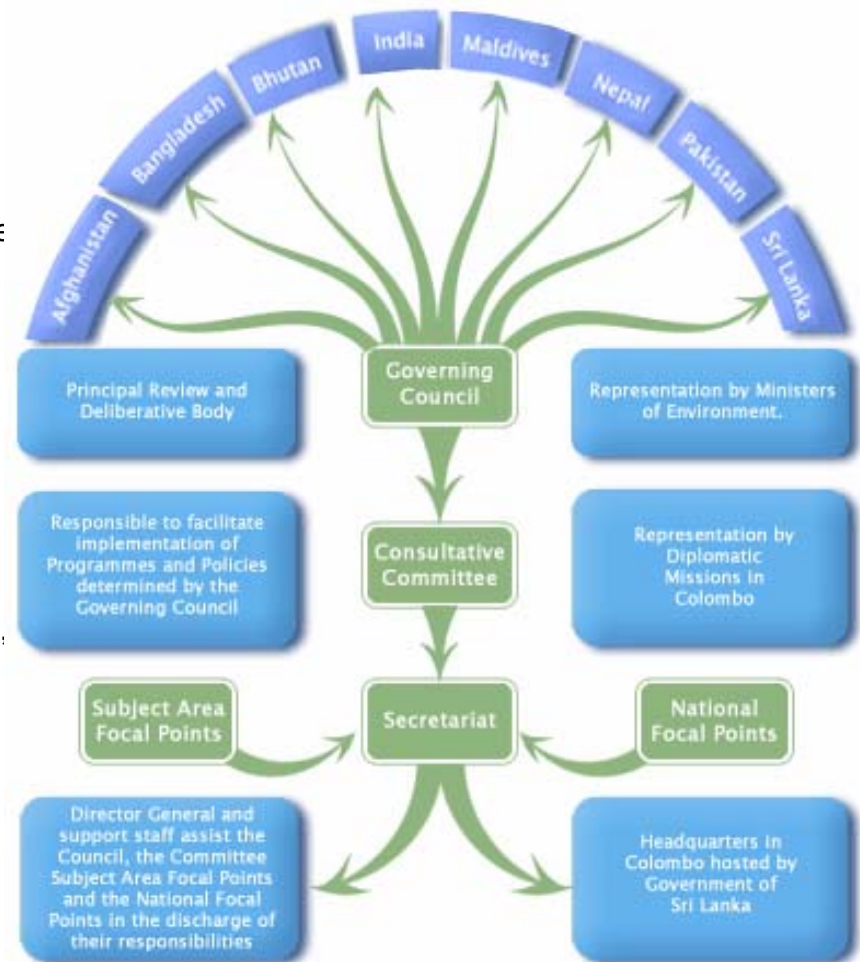 Afghanistan
Bangladesh
Bhutan
India
Maldives
Nepal
Pakistan
Sri Lanka
Governing
Council
Principal Review and
Deliberative Body
Representation by Ministers
of Environment.
Responsible to facilitate
implementation of
Programmes and Policies
determined by the
Governing Council
Consultative
Committee
Representation by
Diplomatic
Missions in
Colombo
Subject Area
Focal Points
Secretariat
National
Focal Points
Director General and
support staff assist the
Council, the Committee
Subject Area Focal Points
and the National Focal
Points in the discharge of
their responsibilities
Headquarters in
Colombo hosted by
Government of
Sri Lanka